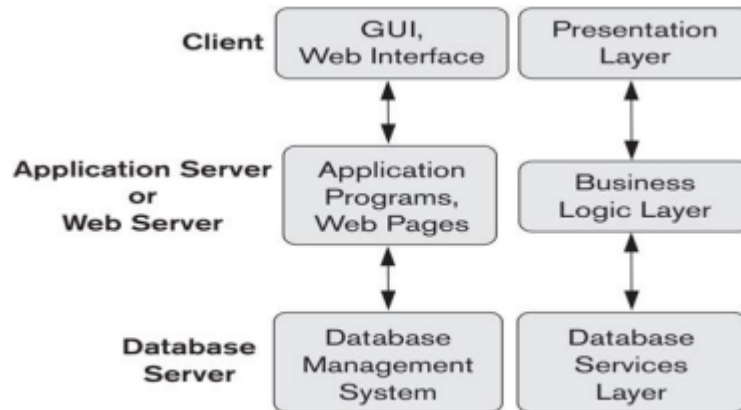 Client
GUI,
Web Interface
Presentation
Layer
Application Server
or
Web Server
Application
Programs,
Web Pages
Business
Logic Layer
Database
Server
Database
Management
System
Database
Services
Layer